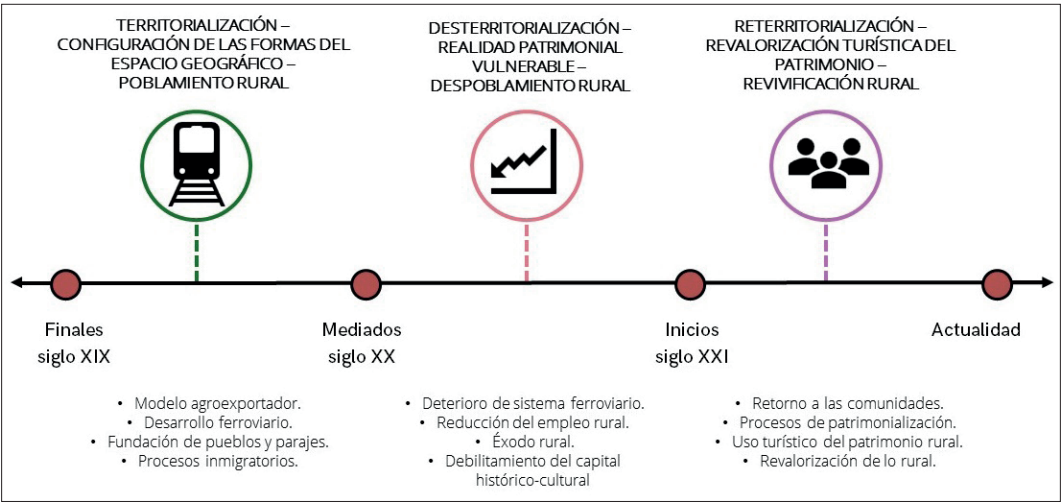 TERRITORIALIZACIÓN –
CONFIGURACIÓN DE LAS FORMAS DEL
ESPACIO GEOGRÁFICO –
POBLAMIENTO RURAL
DESTERRITORIALIZACIÓN –
REALIDAD PATRIMONIAL
VULNERABLE –
DESPOBLAMIENTO RURAL
RETERRITORIALIZACIÓN –
REVALORIZACIÓN TURÍSTICA DEL
PATRIMONIO –
REVIVIFICACIÓN RURAL
Finales
siglo XIX
Mediados
siglo XX
Inicios
siglo XXI
Actualidad
• Modelo agroexportador.
• Desarrollo ferroviario.
• Fundación de pueblos y parajes.
• Procesos inmigratorios.
• Deterioro de sistema ferroviario.
• Reducción del empleo rural.
• Éxodo rural.
• Debilitamiento del capital
histórico-cultural
• Retorno a las comunidades.
• Procesos de patrimonialización.
• Uso turístico del patrimonio rural.
• Revalorización de lo rural.